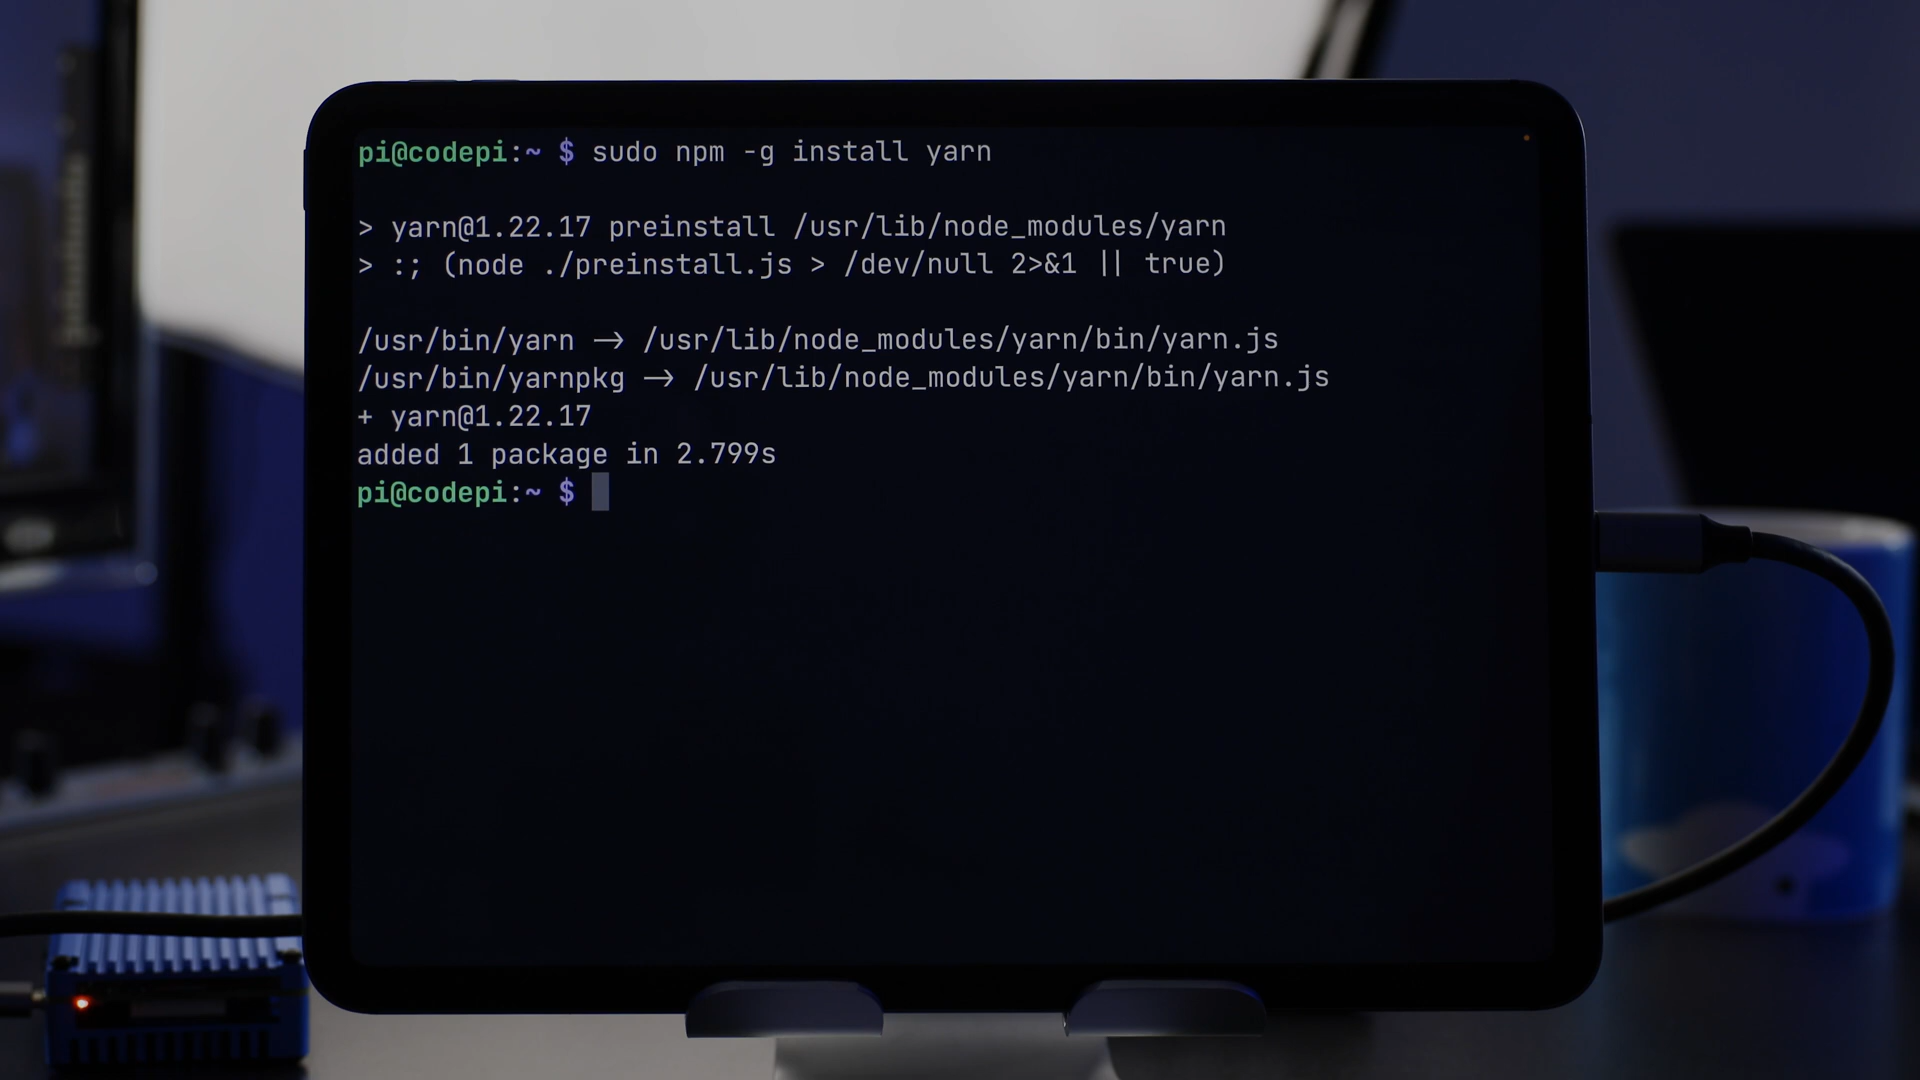 pi@codepi:~ $ sudo npm -g install yarn
> yarn@1.22.17 preinstall /usr/lib/node_modules/yarn
> :; (node ./preinstall.js > /dev/null 2>&1 || true)
/usr/bin/yarn -> /usr/lib/node_modules/yarn/bin/yarn.js
/usr/bin/yarnpkg -> /usr/lib/node_modules/yarn/bin/yarn.js
+ yarn@1.22.17
added 1 package in 2.799s
pi@codepi:~ $